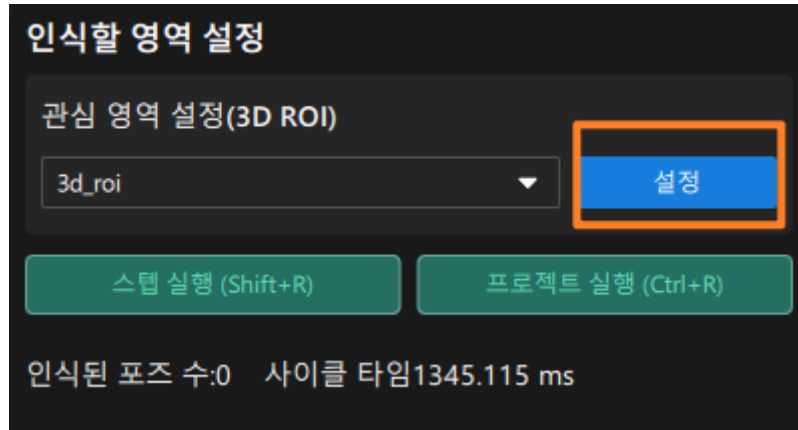 인식할 영역 설정
관심 영역 설정(3D ROI)
3d_roi
설정
스텝 실행 (Shift+R)
프로젝트 실행 (Ctrl+R)
인식된 포즈 수:0 사이클 타임1345.115 ms